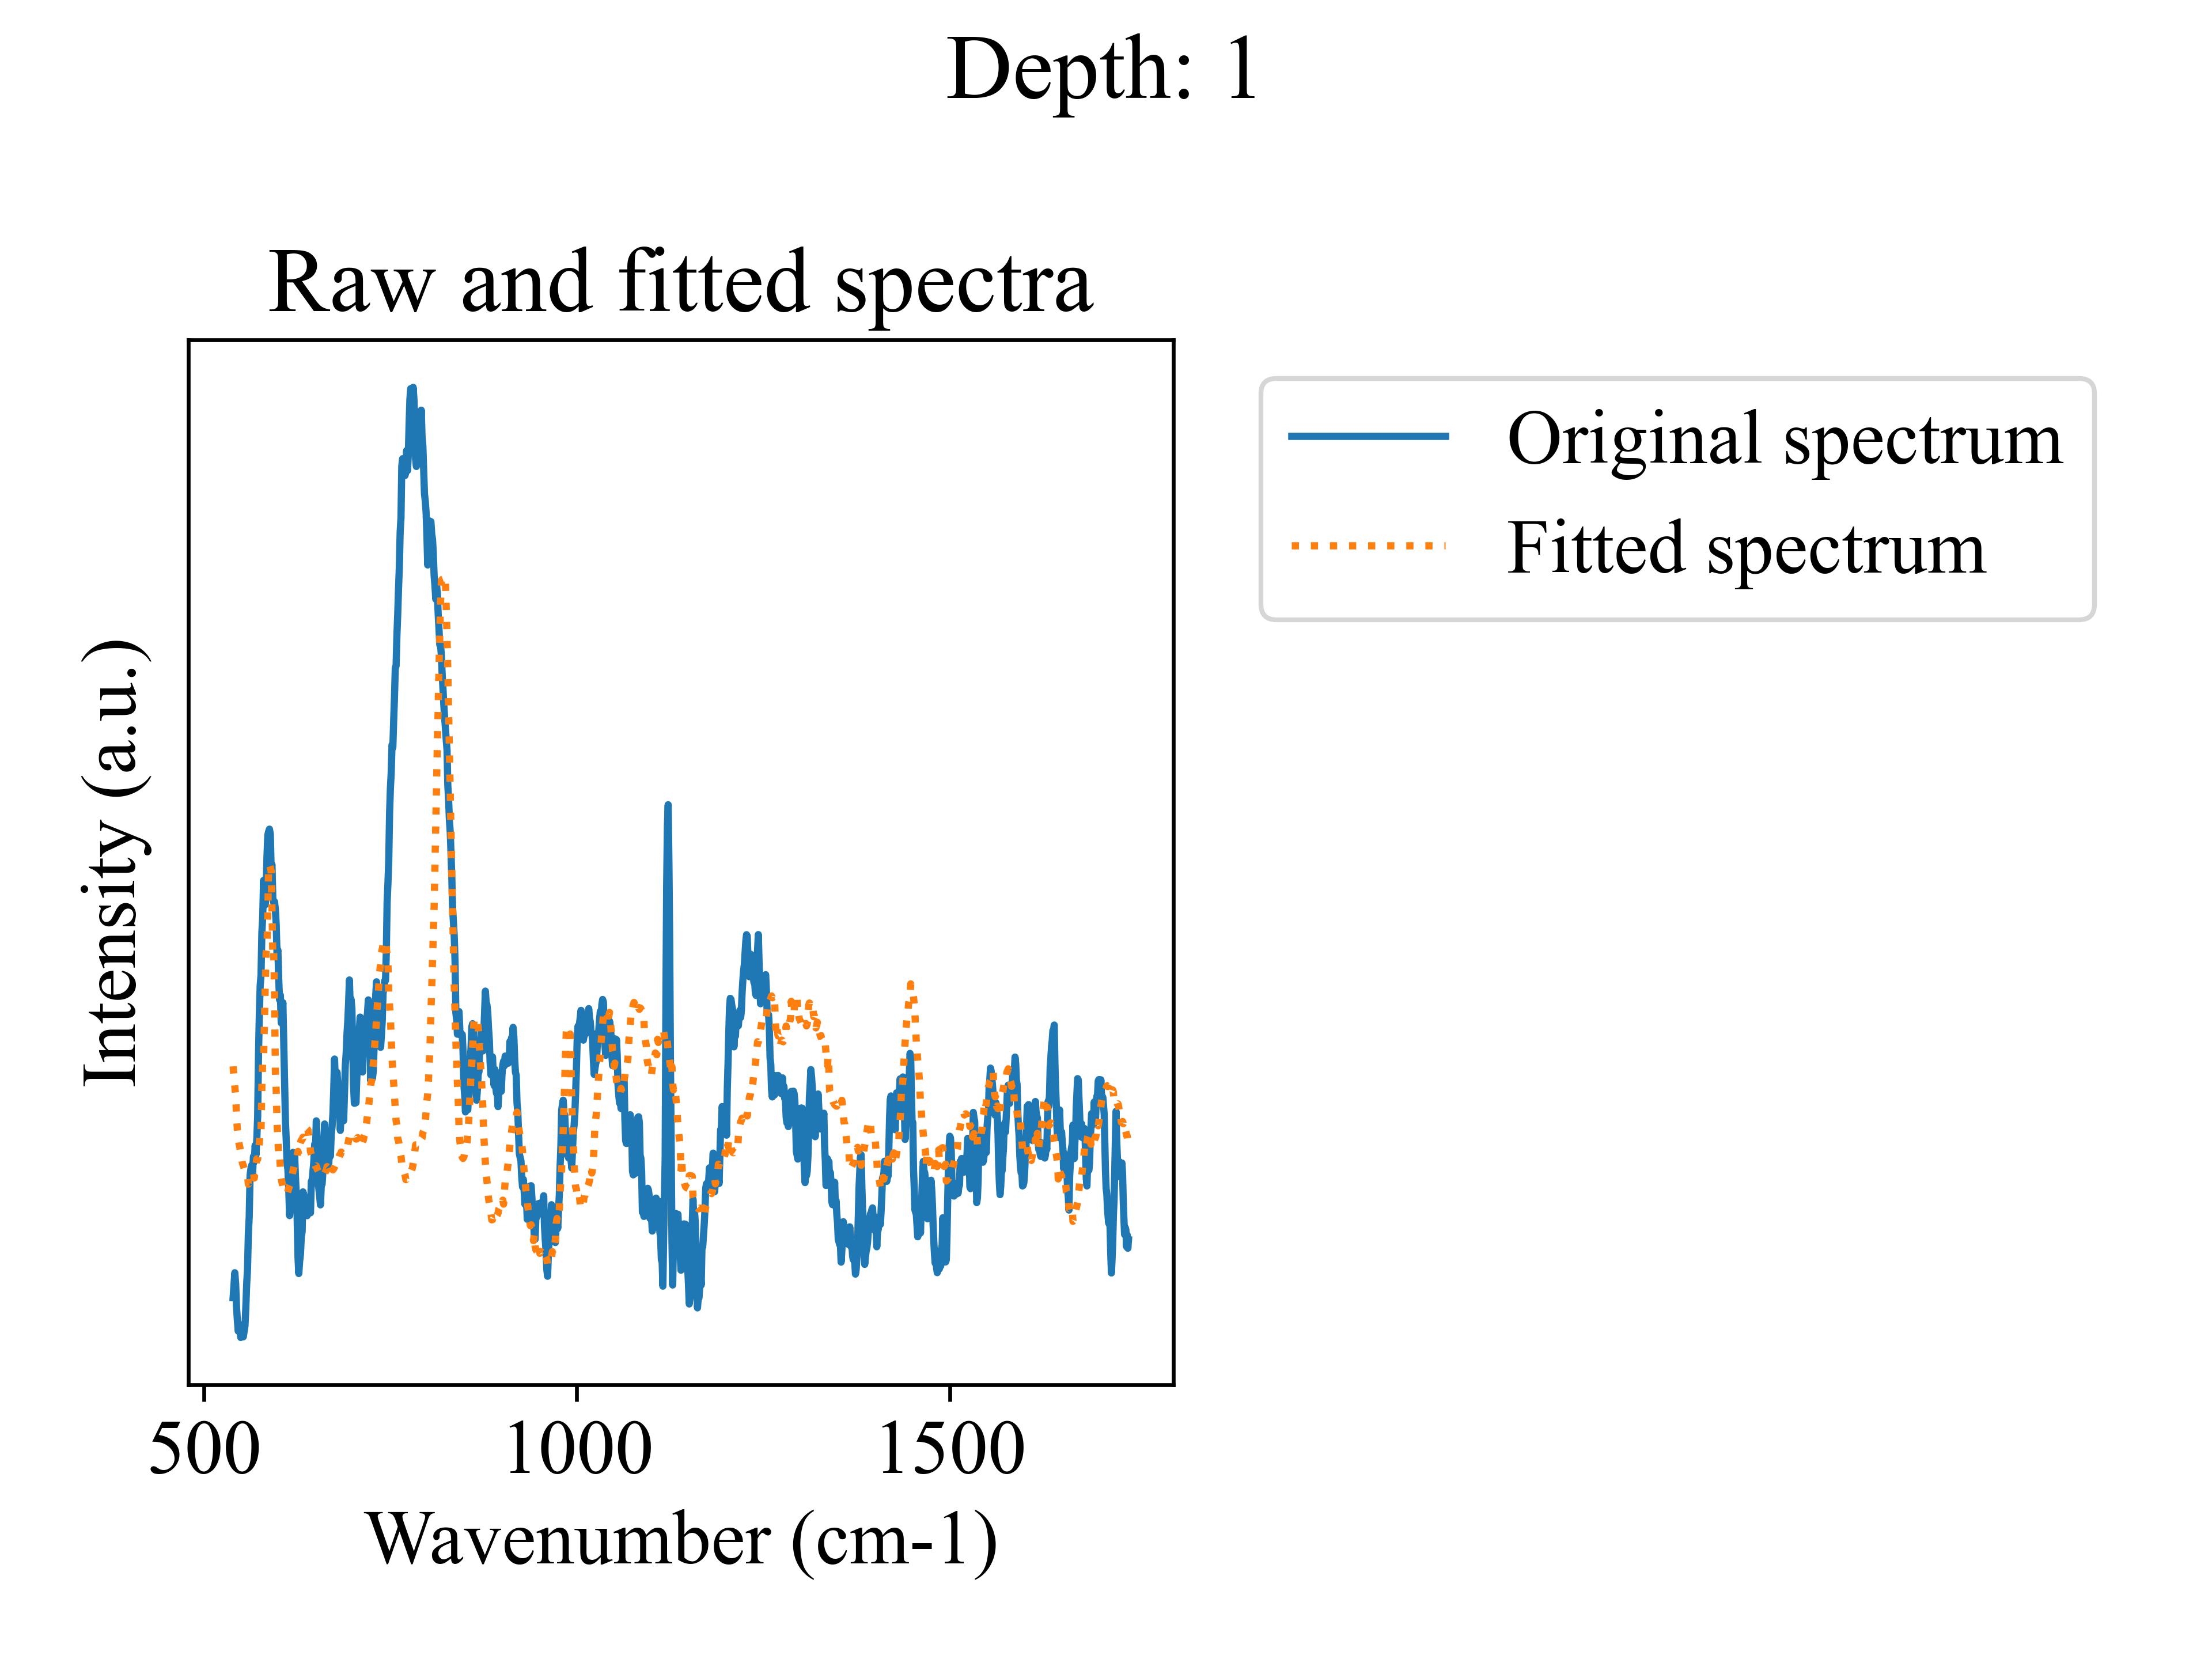 Depth: 1
Raw and fitted spectra
Original spectrum
Fitted spectrum
Intensity (a.u.)
500 1000 1500
Wavenumber (cm-1)